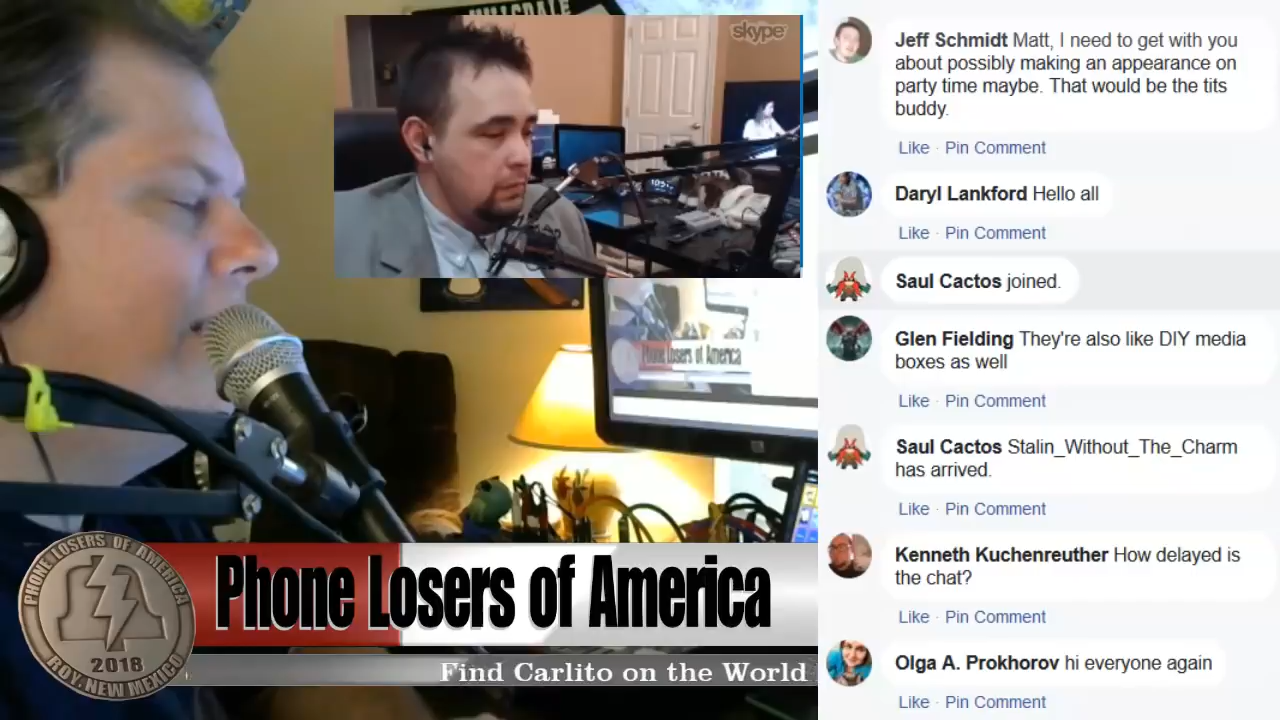 HILLSDALE
skype
Phone Losers of America
PHONE LOSERS OF AMERICA
2018
ROY, NEW MEXICO
Phone Losers of America
Find Carlito on the World
Jeff Schmidt Matt, I need to get with you
about possibly making an appearance on
party time maybe. That would be the tits
buddy.
Like · Pin Comment
Daryl Lankford Hello all
Like · Pin Comment
Saul Cactos joined.
Glen Fielding They're also like DIY media
boxes as well
Like · Pin Comment
Saul Cactos Stalin_Without_The_Charm
has arrived.
Like · Pin Comment
Kenneth Kuchenreuther How delayed is
the chat?
Like · Pin Comment
Olga A. Prokhorov hi everyone again
Like · Pin Comment